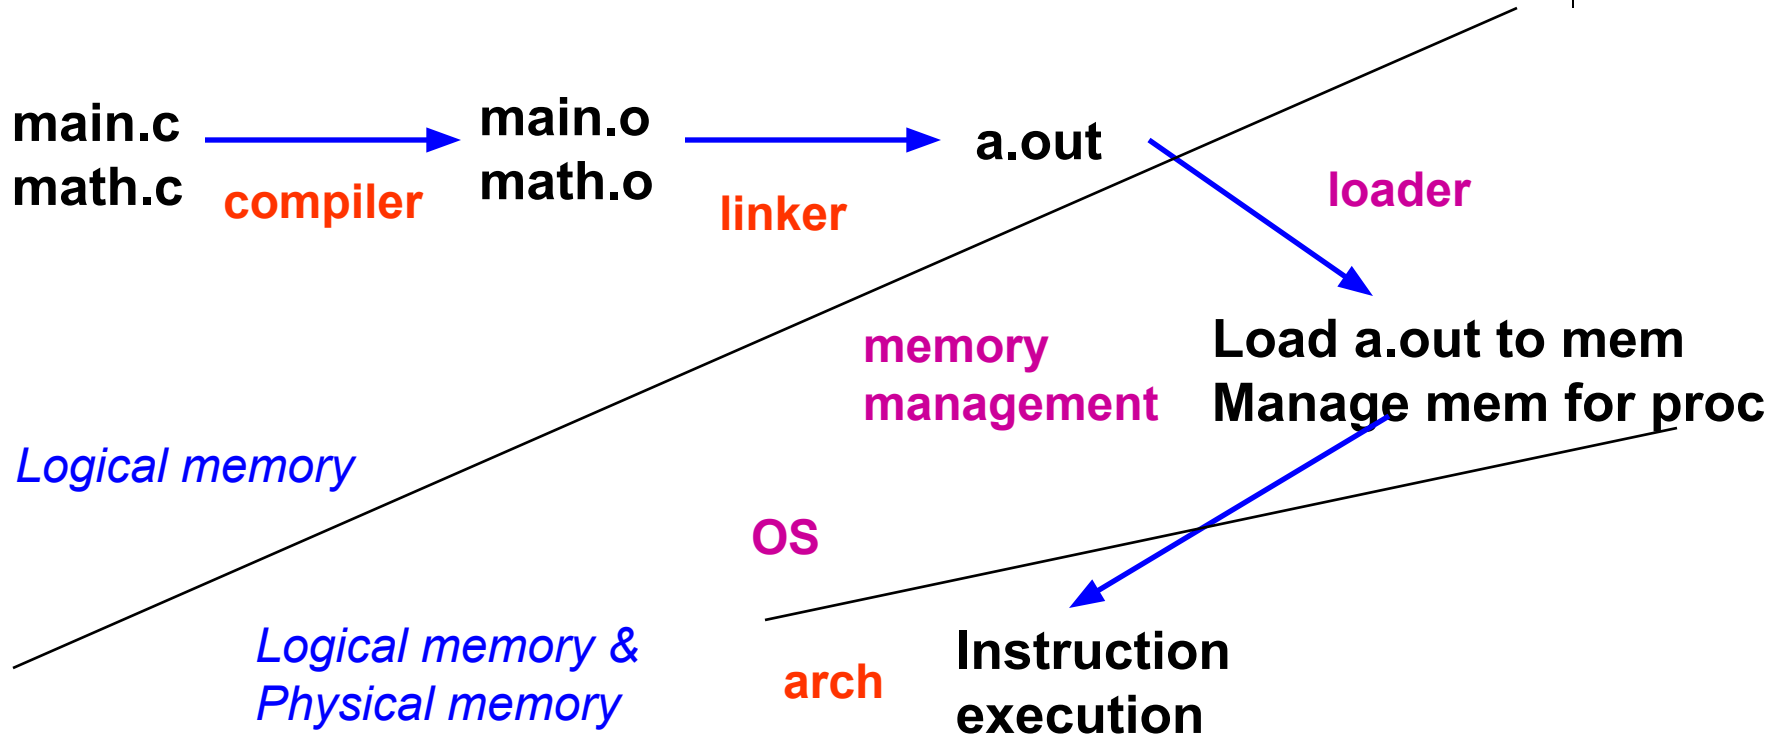 main.c
math.c
compiler
main.o
math.o
linker
a.out
loader
memory
management
Load a.out to mem
Manage mem for proc
Logical memory
OS
Logical memory &
Physical memory
arch
Instruction
execution